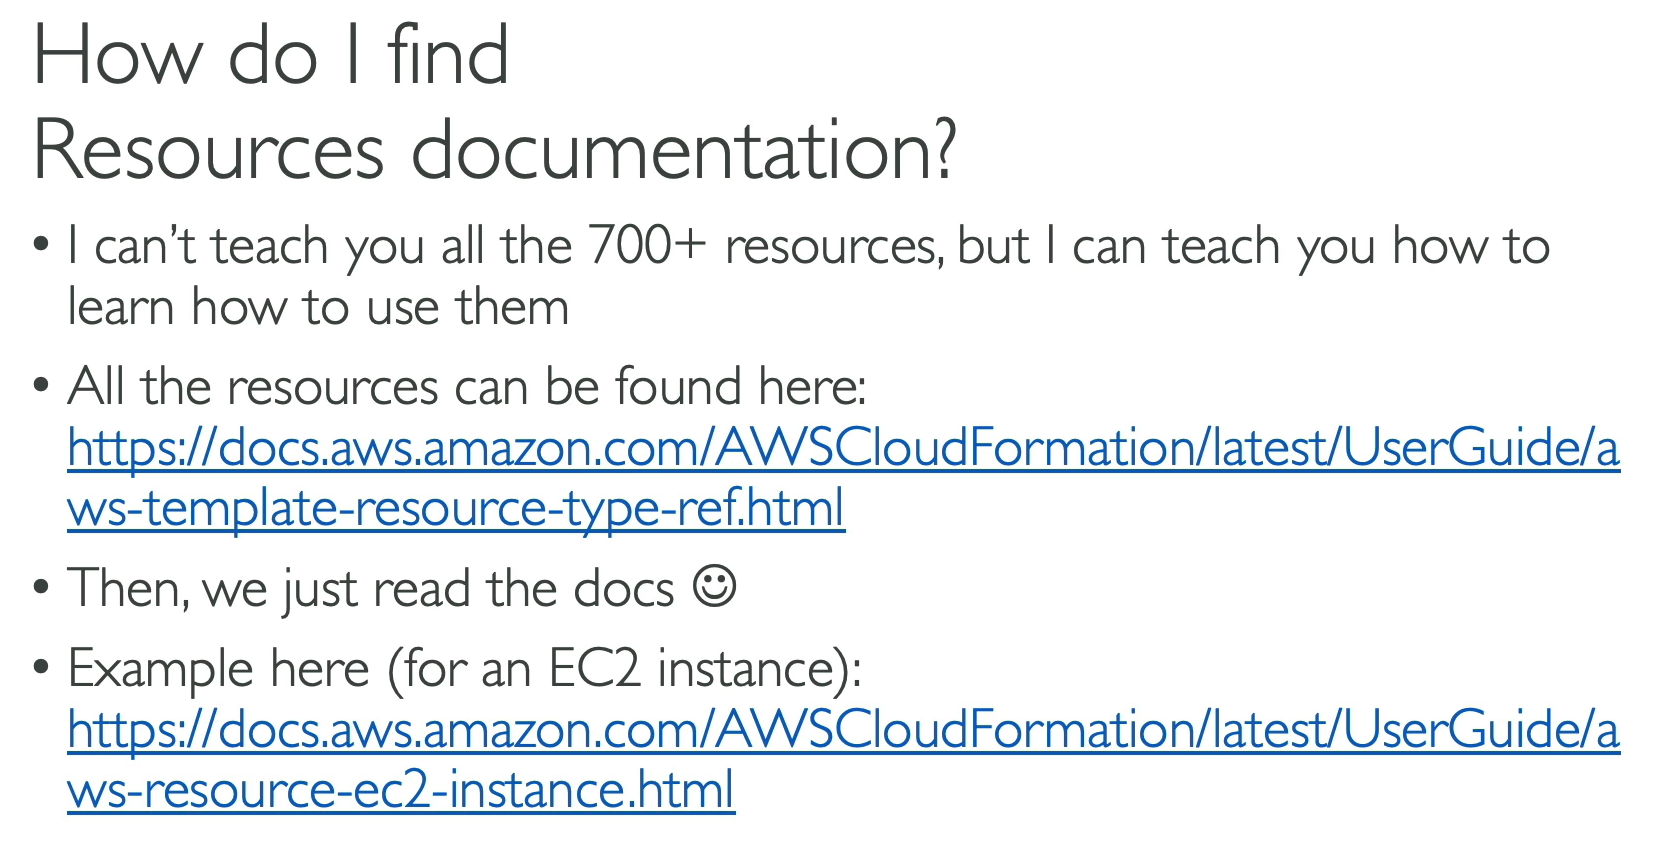 How do I find
Resources documentation?
• I can’t teach you all the 700+ resources, but I can teach you how to
learn how to use them
• All the resources can be found here:
https://docs.aws.amazon.com/AWSCloudFormation/latest/UserGuide/a
ws-template-resource-type-ref.html
• Then, we just read the docs ☺
• Example here (for an EC2 instance):
https://docs.aws.amazon.com/AWSCloudFormation/latest/UserGuide/a
ws-resource-ec2-instance.html